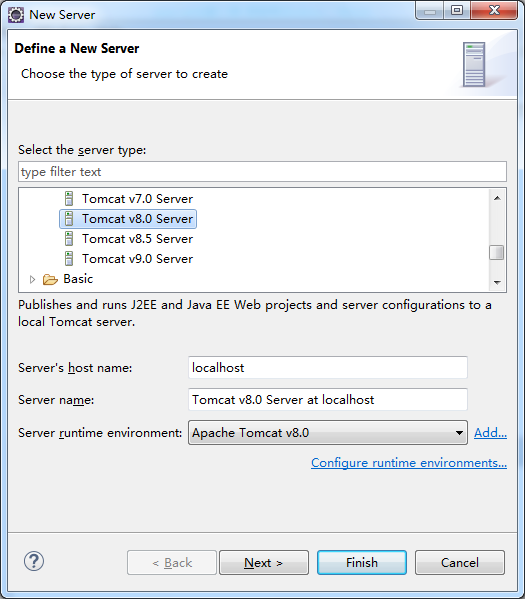 New Server
Define a New Server
Choose the type of server to create
Select the server type:
type filter text
Tomcat v7.0 Server
Tomcat v8.0 Server
Tomcat v8.5 Server
Tomcat v9.0 Server
Basic
Publishes and runs J2EE and Java EE Web projects and server configurations to a
local Tomcat server.
Server's host name: localhost
Server name: Tomcat v8.0 Server at localhost
Server runtime environment: Apache Tomcat v8.0 Add...
Configure runtime environments...
? < Back Next > Finish Cancel